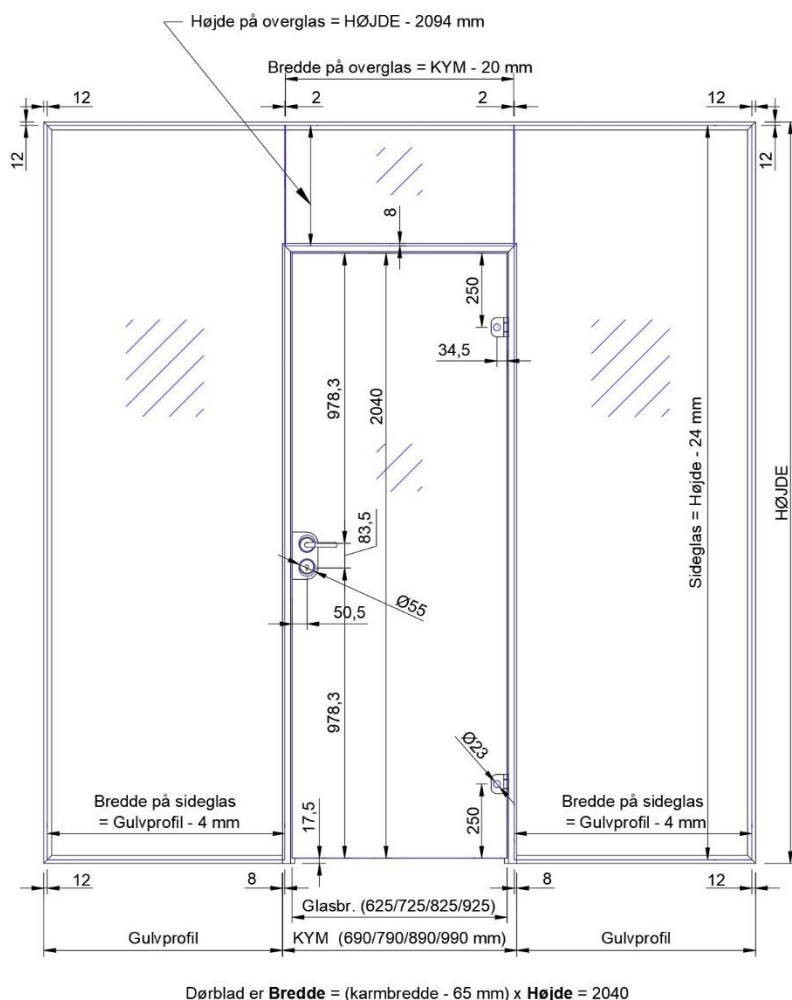 Højde på overglas = HØJDE - 2094 mm
Bredde på overglas = KYM - 20 mm
12
2
2
12
12
12
8
250
34,5
978,3
2040
Sideglas = Højde - 24 mm
HØJDE
83,5
Ø55
50,5
978,3
Ø23
Bredde på sideglas
= Gulvprofil - 4 mm
17,5
250
Bredde på sideglas
= Gulvprofil - 4 mm
12
8
8
12
Glasbr. (625/725/825/925)
Gulvprofil
KYM (690/790/890/990 mm)
Gulvprofil
Dørblad er Bredde = (karmbredde - 65 mm) x Højde = 2040